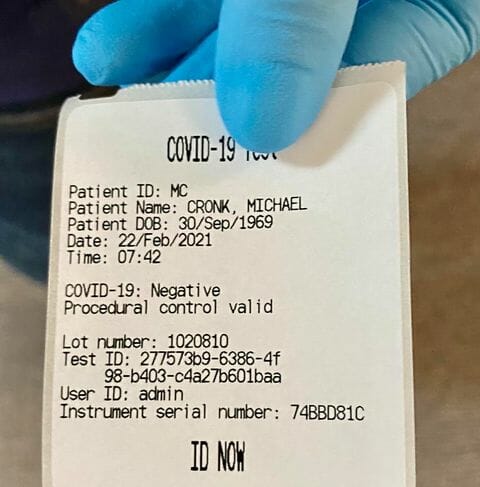 COVID-19 Test
Patient ID: MC
Patient Name: CRONK, MICHAEL
Patient DOB: 30/Sep/1969
Date: 22/Feb/2021
Time: 07:42
COVID-19: Negative
Procedural control valid
Lot number: 1020810
Test ID: 277573b9-6386-4f
98-b403-c4a27b601baa
User ID: admin
Instrument serial number: 74BBD81C
ID NOW